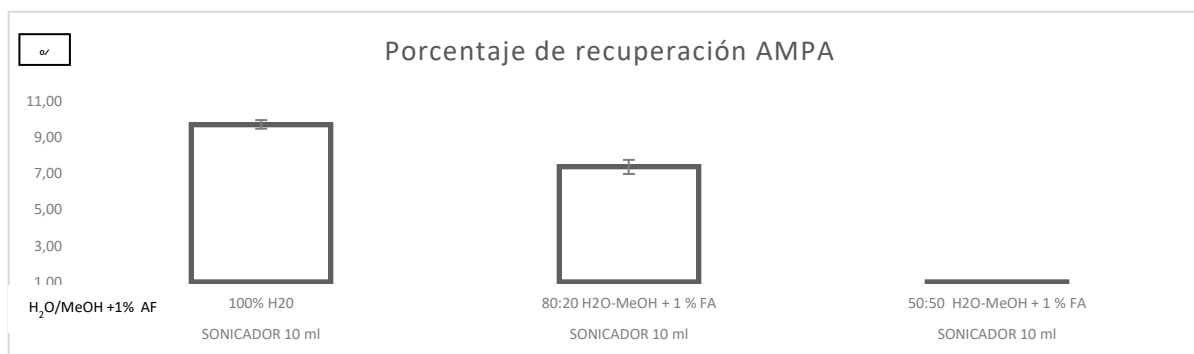 Porcentaje de recuperación AMPA
11,00
9,00
7,00
5,00
3,00
1,00
H₂O/MeOH +1% AF
100% H20
80:20 H2O-MeOH + 1 % FA
50:50 H2O-MeOH + 1 % FA
SONICADOR 10 ml
SONICADOR 10 ml
SONICADOR 10 ml